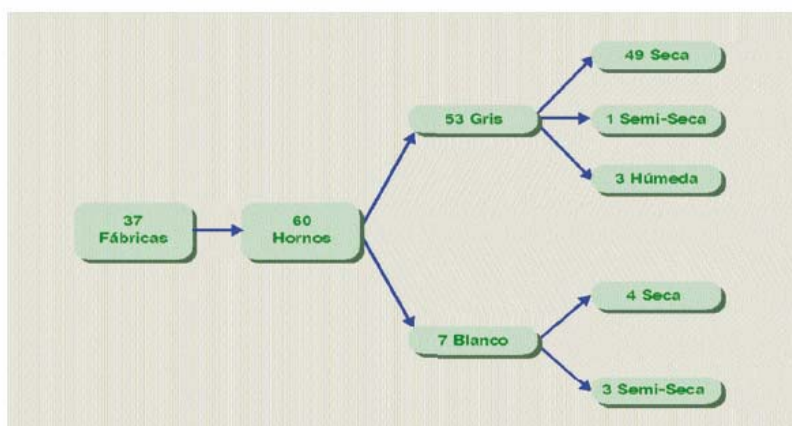 49 Seca
53 Gris
1 Semi-Seca
3 Húmeda
37
Fábricas
60
Hornos
4 Seca
7 Blanco
3 Semi-Seca